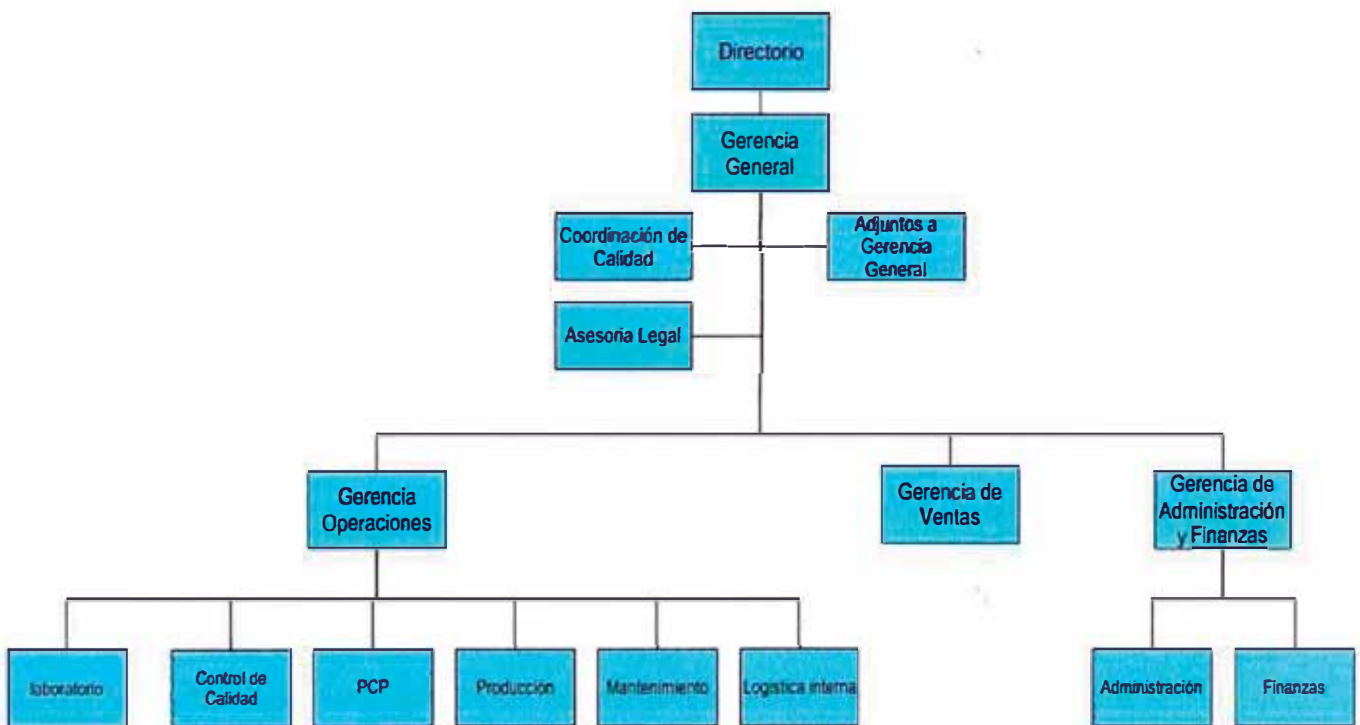 Directorio
Gerencia
General
Coordinación de
Calidad
Adjuntos a
Gerencia
General
Asesoria Legal
Gerencia
Operaciones
Gerencia de
Ventas
Gerencia de
Administración
y Finanzas
laboratorio
Control de
Calidad
PCP
Producción
Mantenimiento
Logistica interna
Administración
Finanzas